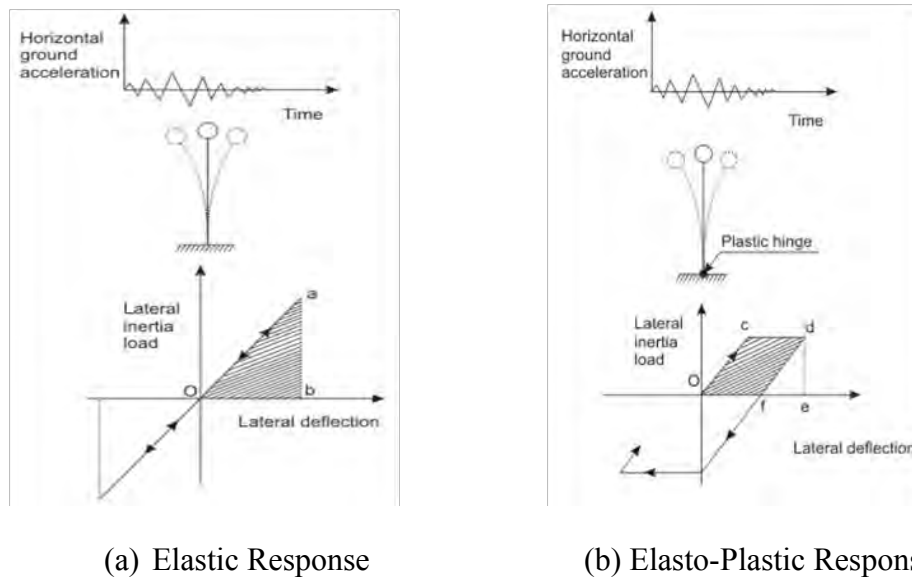 Horizontal
ground
acceleration
Time
Lateral
inertia
load
a
O
b
Lateral deflection
(a) Elastic Response
Horizontal
ground
acceleration
Time
Plastic hinge
Lateral
inertia
load
c
d
O
f
e
Lateral deflection
(b) Elasto-Plastic Respons